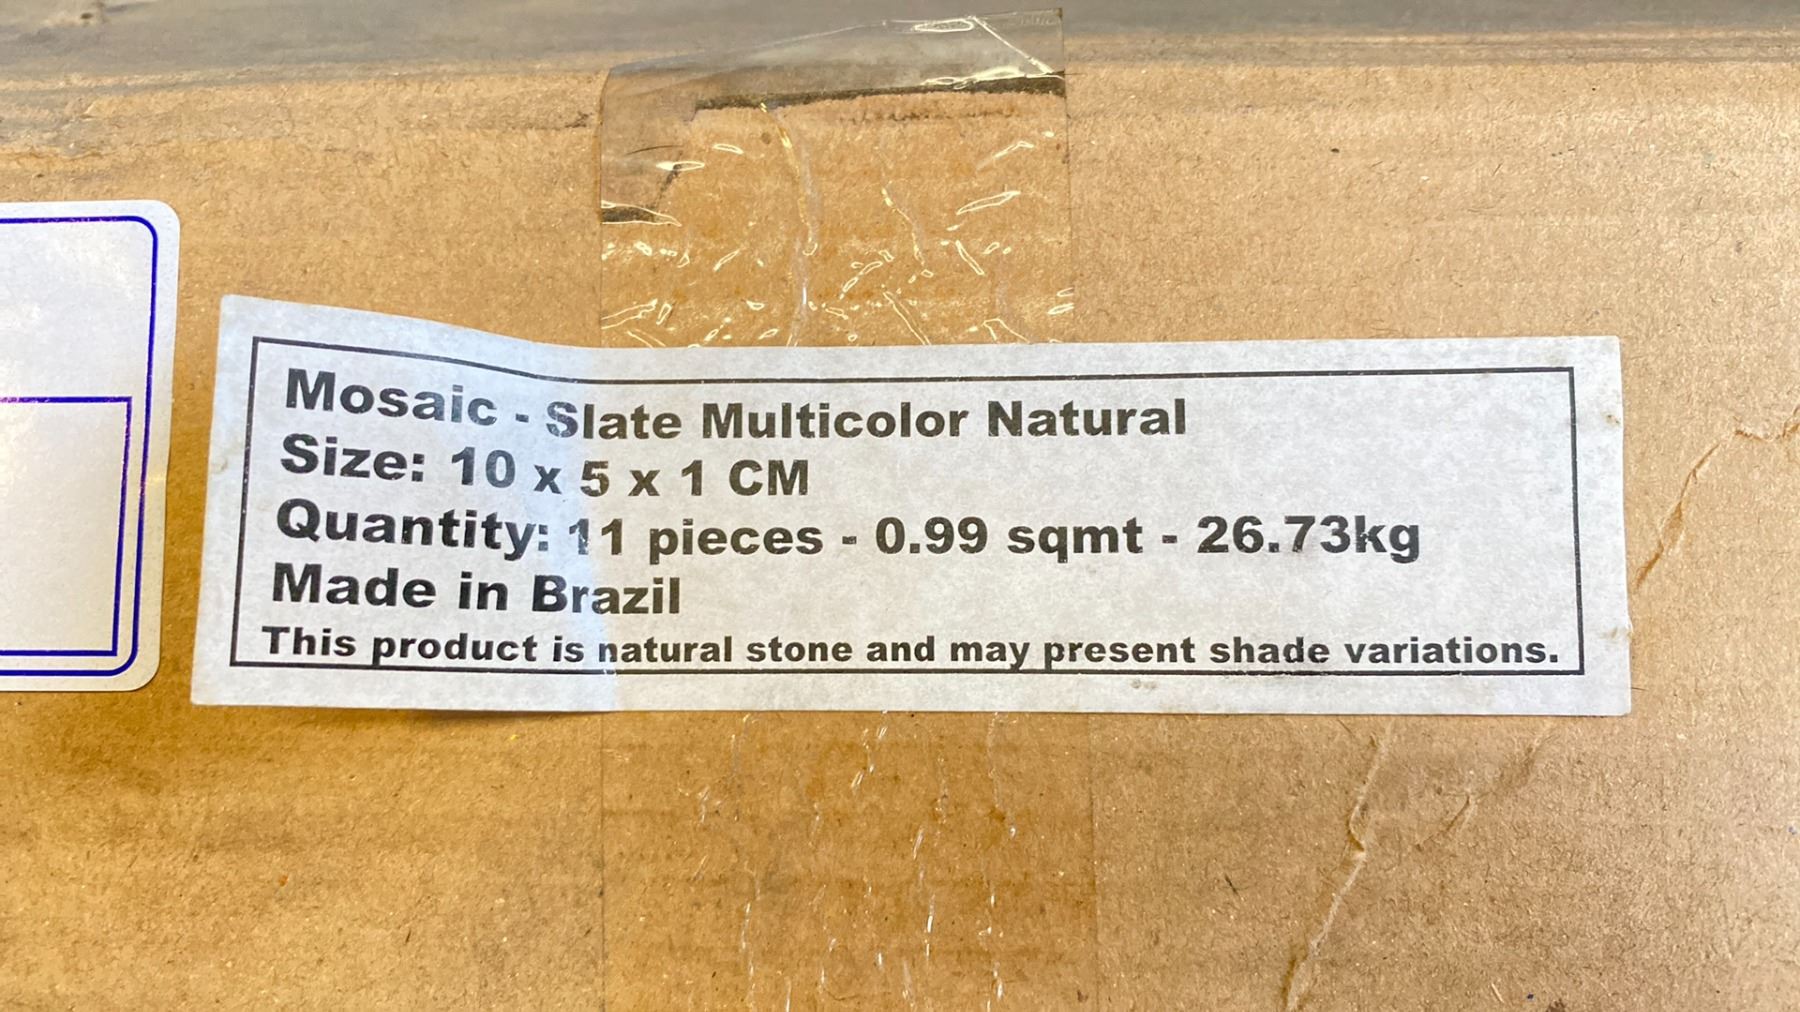 Mosaic - Slate Multicolor Natural
Size: 10 x 5 x 1 CM
Quantity: 11 pieces - 0.99 sqmt - 26.73kg
Made in Brazil
This product is natural stone and may present shade variations.